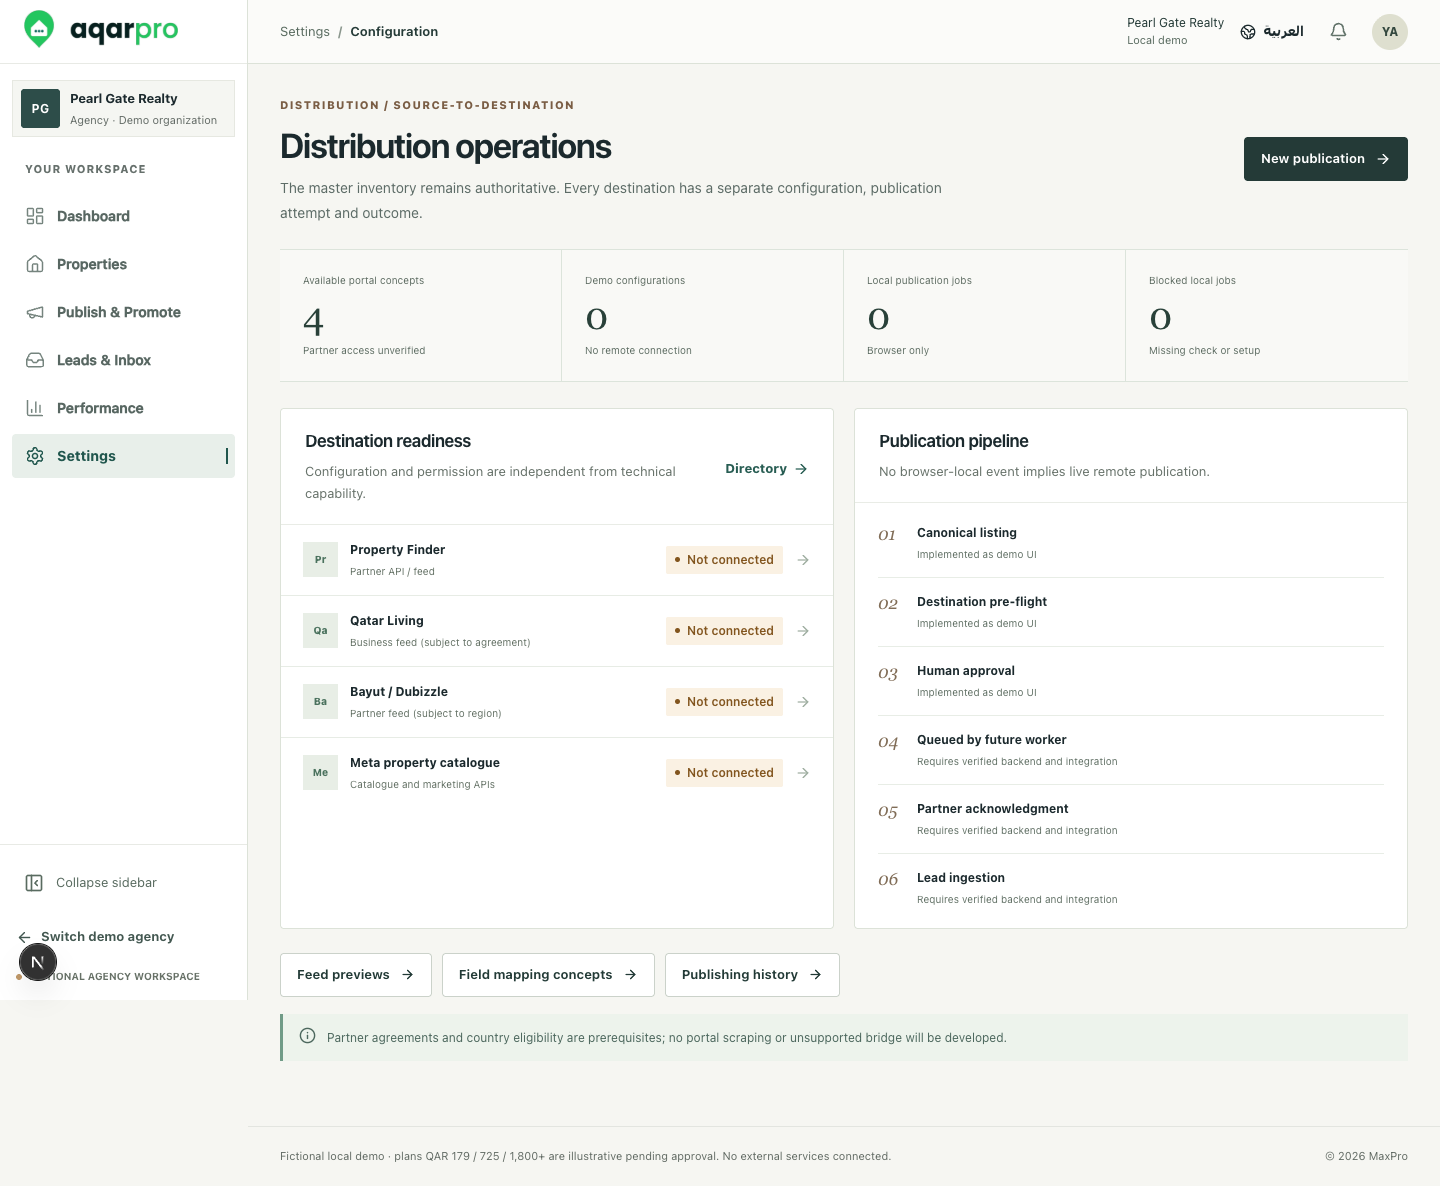 aqarpro
Settings / Configuration
Pearl Gate Realty
Local demo
العربية
YA
PG
Pearl Gate Realty
Agency · Demo organization
YOUR WORKSPACE
Dashboard
Properties
Publish & Promote
Leads & Inbox
Performance
Settings
Collapse sidebar
Switch demo agency
N
IONAL AGENCY WORKSPACE
DISTRIBUTION / SOURCE-TO-DESTINATION
Distribution operations
The master inventory remains authoritative. Every destination has a separate configuration, publication
attempt and outcome.
New publication
Available portal concepts
4
Partner access unverified
Demo configurations
0
No remote connection
Local publication jobs
0
Browser only
Blocked local jobs
0
Missing check or setup
Destination readiness
Configuration and permission are independent from technical
capability.
Directory
Pr
Property Finder
Partner API / feed
Not connected
Qa
Qatar Living
Business feed (subject to agreement)
Not connected
Ba
Bayut / Dubizzle
Partner feed (subject to region)
Not connected
Me
Meta property catalogue
Catalogue and marketing APIs
Not connected
Publication pipeline
No browser-local event implies live remote publication.
01
Canonical listing
Implemented as demo UI
02
Destination pre-flight
Implemented as demo UI
03
Human approval
Implemented as demo UI
04
Queued by future worker
Requires verified backend and integration
05
Partner acknowledgment
Requires verified backend and integration
06
Lead ingestion
Requires verified backend and integration
Feed previews
Field mapping concepts
Publishing history
Partner agreements and country eligibility are prerequisites; no portal scraping or unsupported bridge will be developed.
Fictional local demo · plans QAR 179 / 725 / 1,800+ are illustrative pending approval. No external services connected.
© 2026 MaxPro